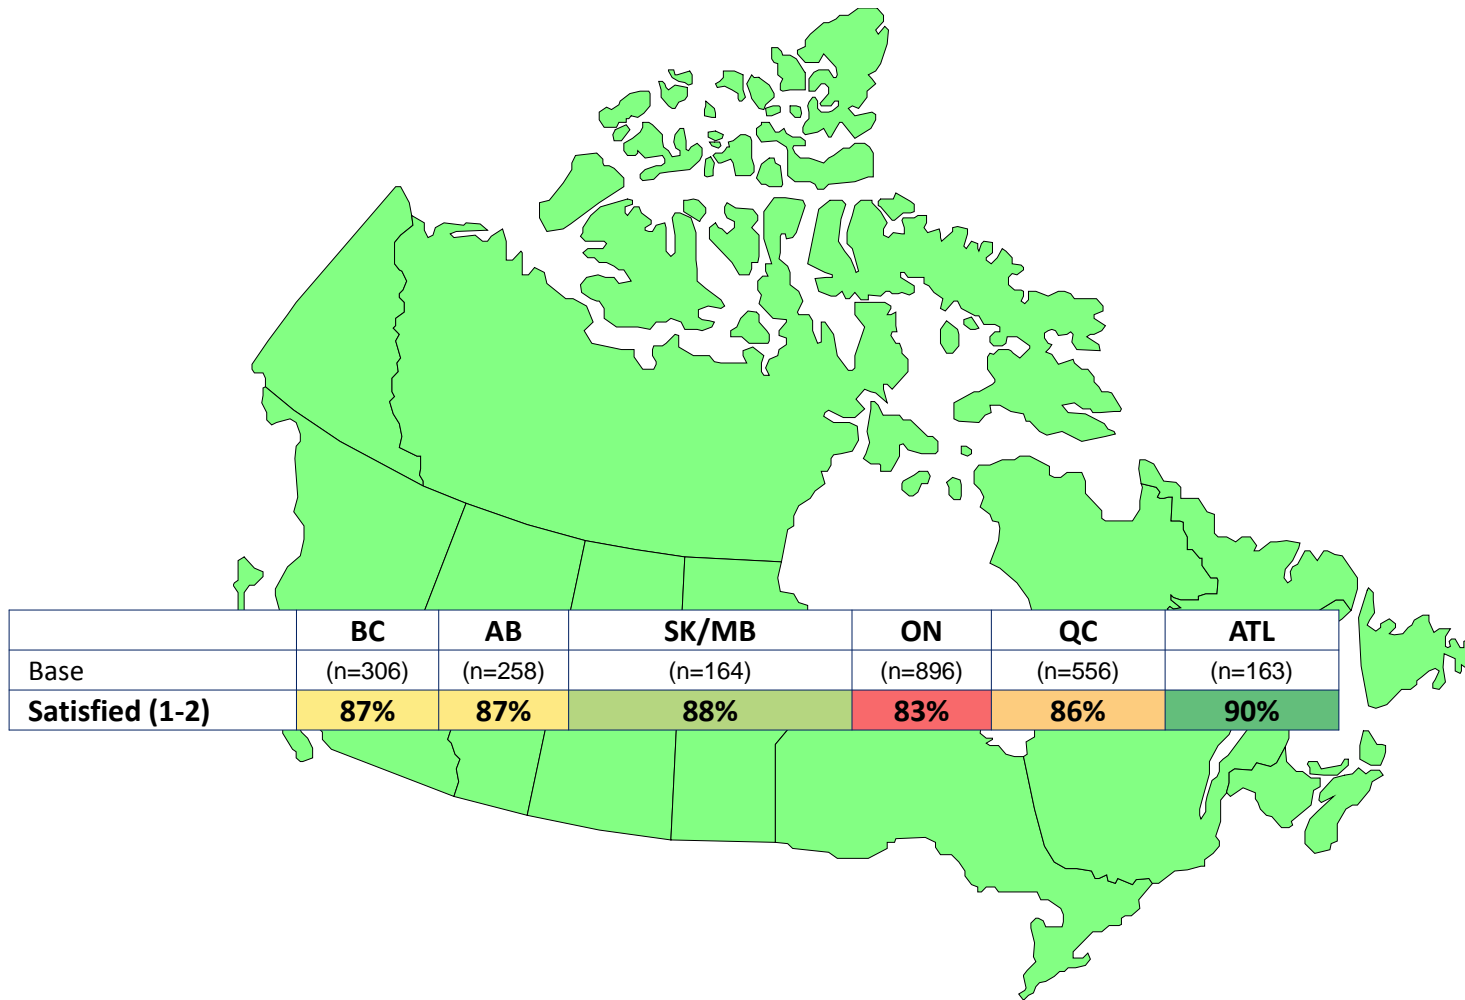 BC AB SK/MB ON QC ATL
Base (n=306) (n=258) (n=164) (n=896) (n=556) (n=163)
Satisfied (1-2) 87% 87% 88% 83% 86% 90%